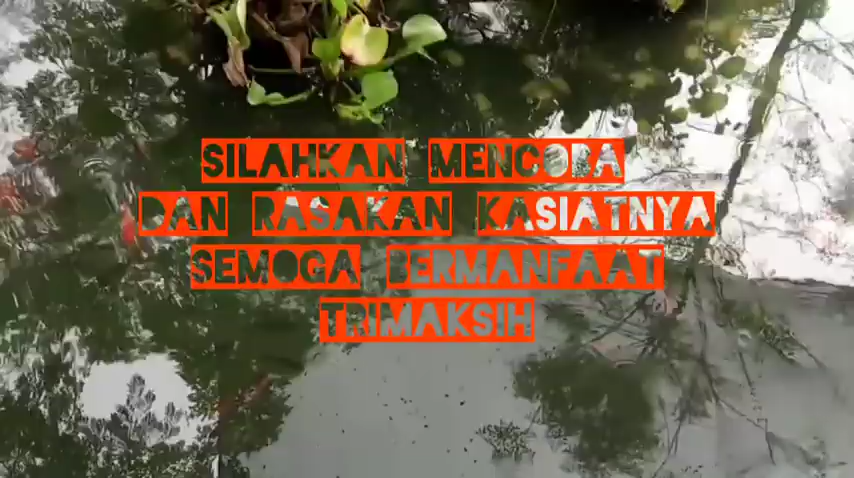 SILAHKAN MENCOBA
DAN RASAKAN KASIATNYA
SEMOGA BERMANFAAT
TRIMAKSIH